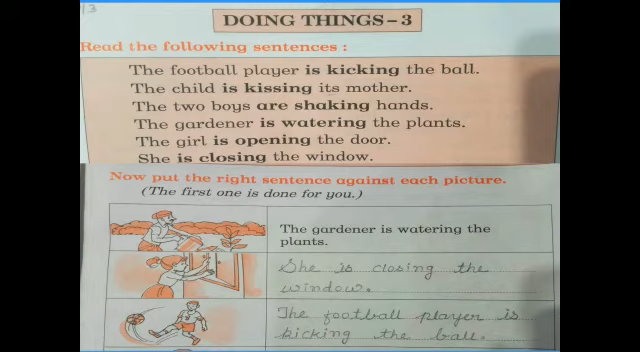 13
DOING THINGS-3
Read the following sentences :
The football player is kicking the ball.
The child is kissing its mother.
The two boys are shaking hands.
The gardener is watering the plants.
The girl is opening the door.
She is closing the window.
Now put the right sentence against each picture.
(The first one is done for you.)
The gardener is watering the
plants.
She is closing the
window.
The football player is
kicking the ball.